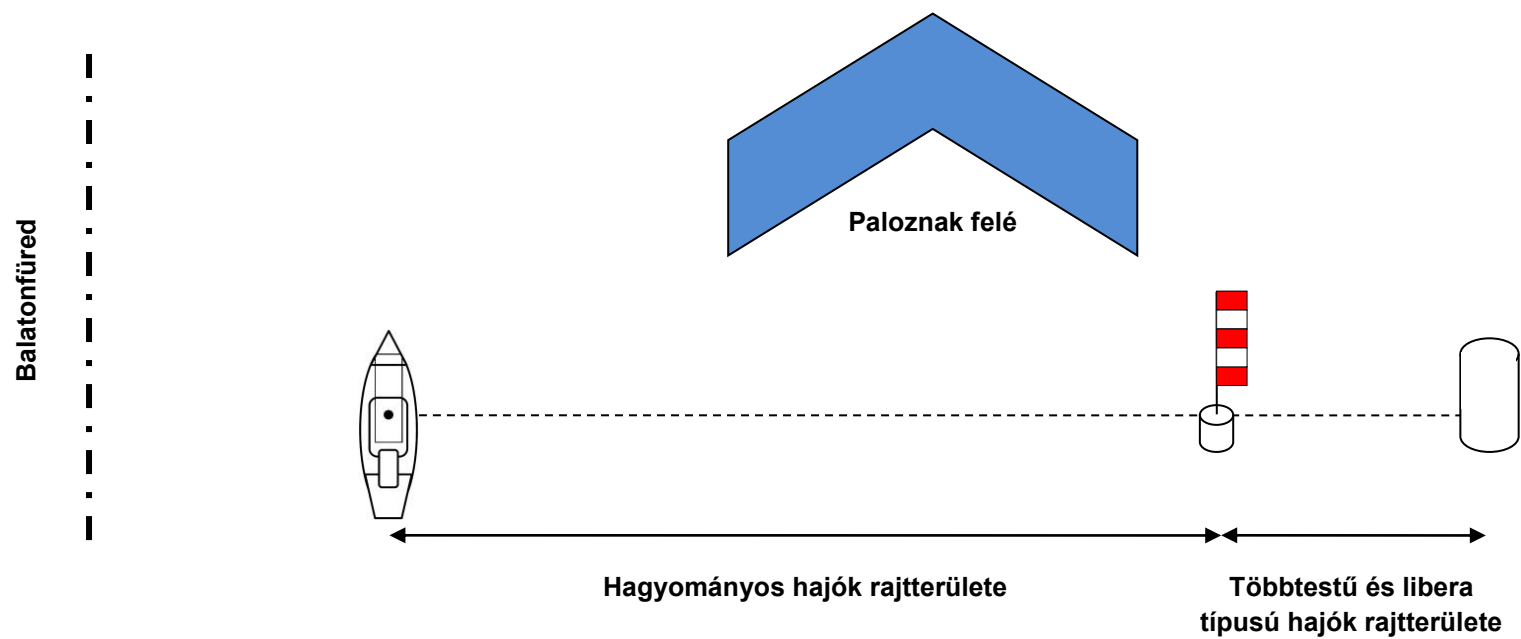 Balatonfüred
Paloznak felé
Hagyományos hajók rajtterülete
Többtestű és libera
típusú hajók rajtterülete